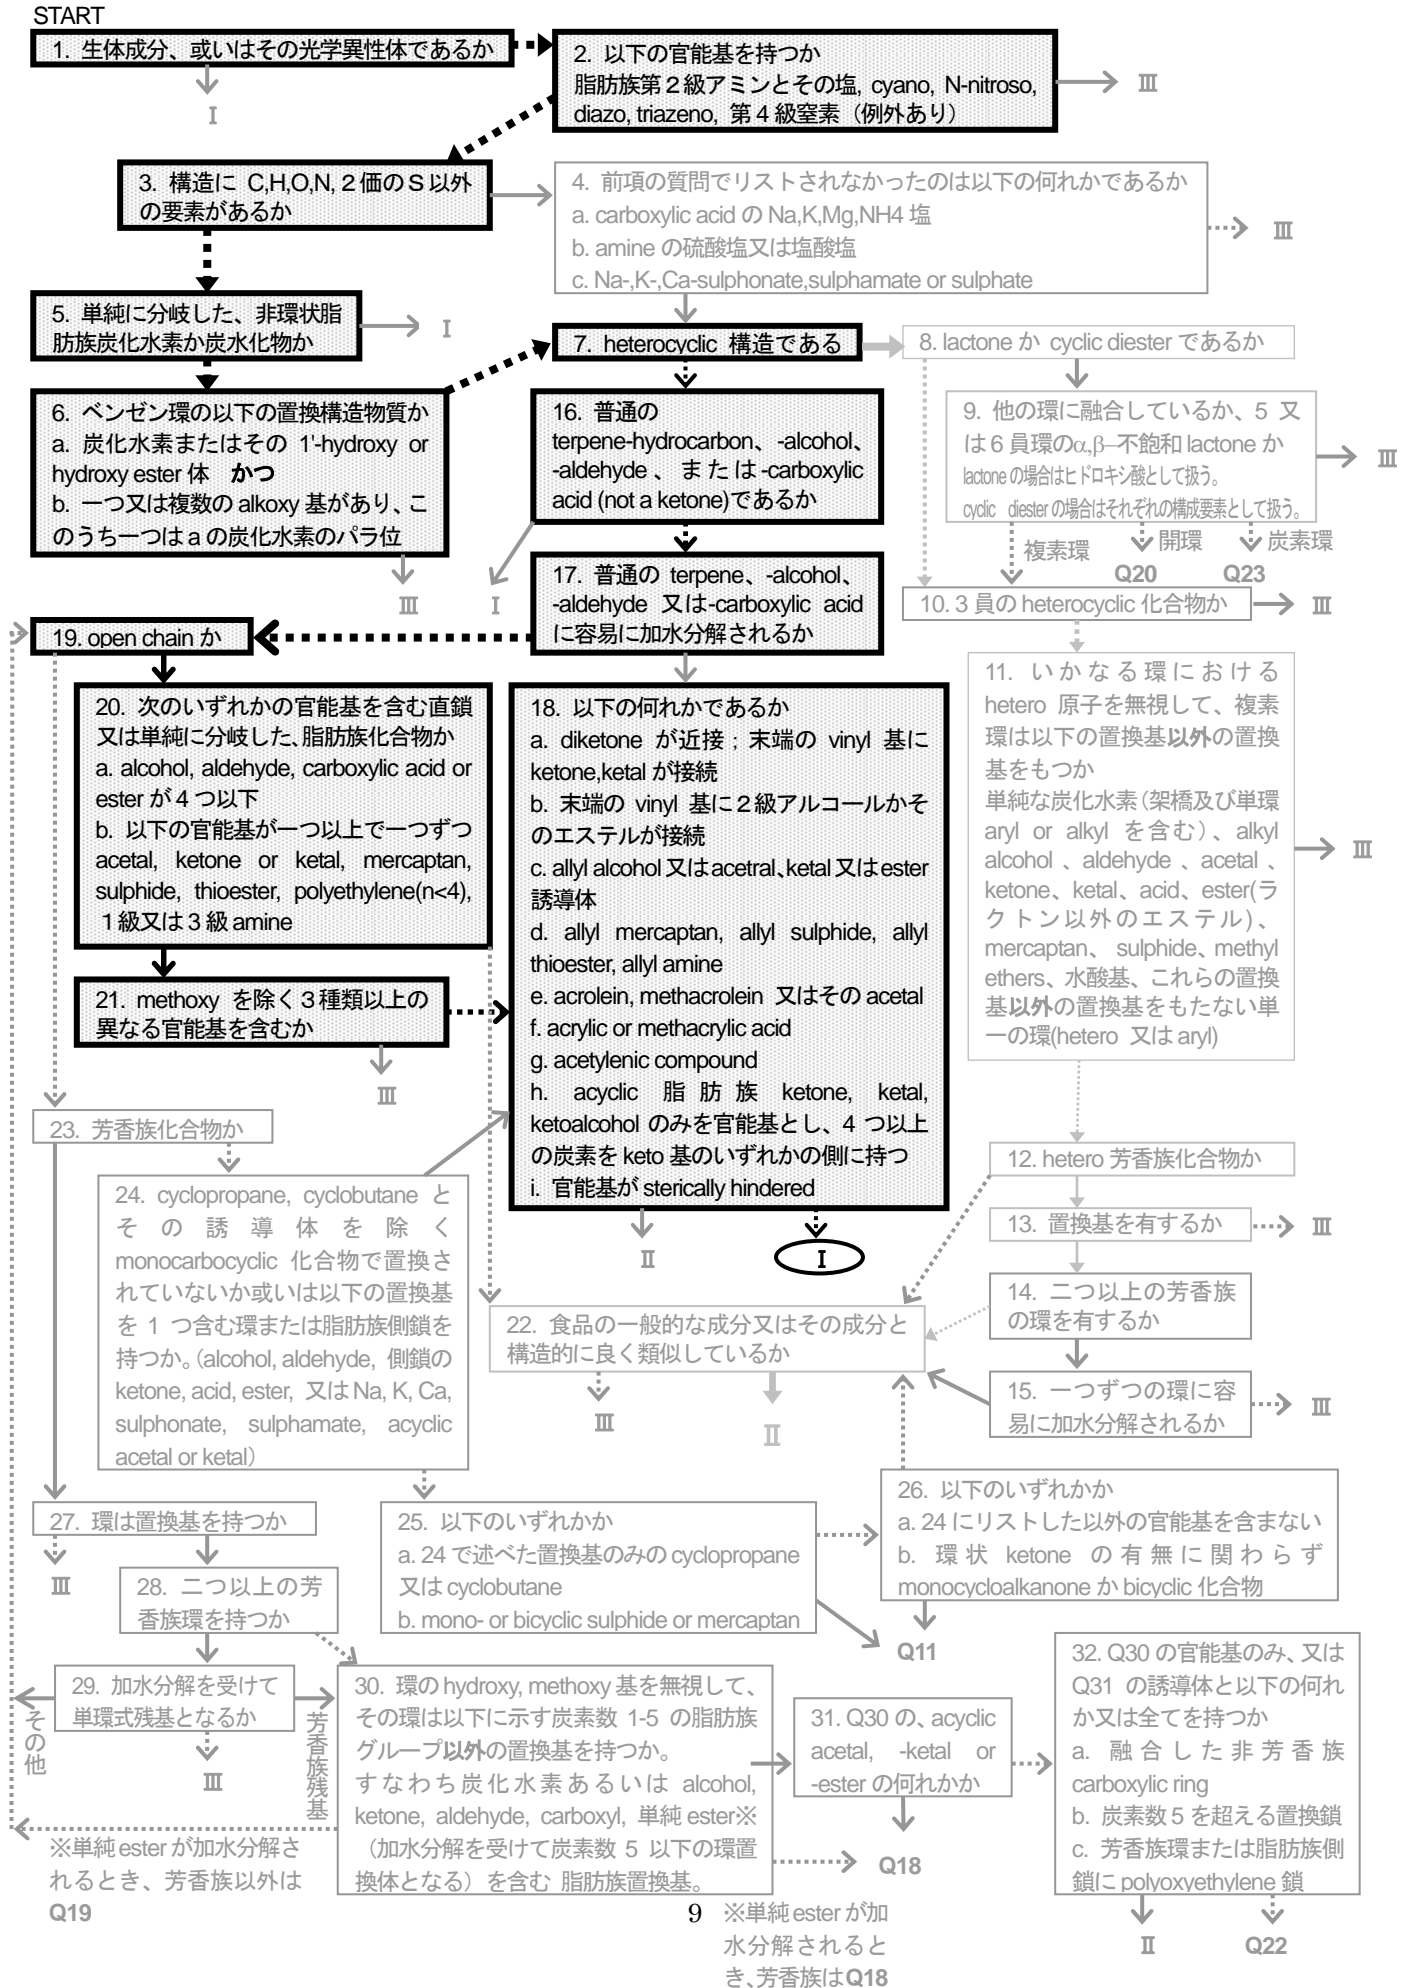 START
1. 生体成分、或いはその光学異性体であるか
I
2. 以下の官能基を持つか
脂肪族第２級アミンとその塩, cyano, N-nitroso,
diazo, triazeno, 第４級窒素（例外あり）
III
3. 構造に C,H,O,N,２価のＳ以外
の要素があるか
4. 前項の質問でリストされなかったのは以下の何れかであるか
a. carboxylic acid の Na,K,Mg,NH4 塩
b. amine の硫酸塩又は塩酸塩
c. Na-,K-,Ca-sulphonate,sulphamate or sulphate
III
5. 単純に分岐した、非環状脂
肪族炭化水素か炭水化物か
I
6. ベンゼン環の以下の置換構造物質か
a. 炭化水素またはその 1'-hydroxy or
hydroxy ester 体　かつ
b. 一つ又は複数の alkoxy 基があり、こ
のうち一つは a の炭化水素のパラ位
III
7. heterocyclic 構造である
8. lactone か cyclic diester であるか
9. 他の環に融合しているか、5 又
は 6 員環のα,β–不飽和 lactone か
lactone の場合はヒドロキシ酸として扱う。
cyclic diester の場合はそれぞれの構成要素として扱う。
III
複素環
開環
Q20
炭素環
Q23
10. 3 員の heterocyclic 化合物か
III
11. いかなる環における
hetero 原子を無視して、複素
環は以下の置換基以外の置換
基をもつか
単純な炭化水素（架橋及び単環
aryl or alkyl を含む）、alkyl
alcohol 、aldehyde 、acetal 、
ketone、ketal、acid、ester(ラ
クトン以外のエステル)、
mercaptan、 sulphide、methyl
ethers、水酸基、これらの置換
基以外の置換基をもたない単
一の環(hetero 又は aryl)
III
12. hetero 芳香族化合物か
13. 置換基を有するか
III
14. 二つ以上の芳香族
の環を有するか
15. 一つずつの環に容
易に加水分解されるか
III
16. 普通の
terpene-hydrocarbon、-alcohol、
-aldehyde 、または-carboxylic
acid (not a ketone)であるか
I
17. 普通の terpene、-alcohol、
-aldehyde 又は-carboxylic acid
に容易に加水分解されるか
18. 以下の何れかであるか
a. diketone が近接；末端の vinyl 基に
ketone,ketal が接続
b. 末端の vinyl 基に２級アルコールかそ
のエステルが接続
c. allyl alcohol 又は acetral、ketal 又は ester
誘導体
d. allyl mercaptan, allyl sulphide, allyl
thioester, allyl amine
e. acrolein, methacrolein 又はその acetal
f. acrylic or methacrylic acid
g. acetylenic compound
h. acyclic 脂肪族 ketone, ketal,
ketoalcohol のみを官能基とし、4 つ以上
の炭素を keto 基のいずれかの側に持つ
i. 官能基が sterically hindered
II
I
19. open chain か
20. 次のいずれかの官能基を含む直鎖
又は単純に分岐した、脂肪族化合物か
a. alcohol, aldehyde, carboxylic acid or
ester が 4 つ以下
b. 以下の官能基が一つ以上で一つずつ
acetal, ketone or ketal, mercaptan,
sulphide, thioester, polyethylene(n<4),
１級又は３級 amine
21. methoxy を除く３種類以上の
異なる官能基を含むか
III
22. 食品の一般的な成分又はその成分と
構造的に良く類似しているか
III
II
23. 芳香族化合物か
24. cyclopropane, cyclobutane と
その誘導体を除く
monocarbocyclic 化合物で置換さ
れていないか或いは以下の置換基
を 1 つ含む環または脂肪族側鎖を
持つか。(alcohol, aldehyde, 側鎖の
ketone, acid, ester, 又は Na, K, Ca,
sulphonate, sulphamate, acyclic
acetal or ketal）
25. 以下のいずれかか
a. 24 で述べた置換基のみの cyclopropane
又は cyclobutane
b. mono- or bicyclic sulphide or mercaptan
26. 以下のいずれかか
a. 24 にリストした以外の官能基を含まない
b. 環状 ketone の有無に関わらず
monocycloalkanone か bicyclic 化合物
Q11
27. 環は置換基を持つか
III
28. 二つ以上の芳
香族環を持つか
29. 加水分解を受けて
単環式残基となるか
その他
芳香族残基
III
30. 環の hydroxy, methoxy 基を無視して、
その環は以下に示す炭素数 1-5 の脂肪族
グループ以外の置換基を持つか。
すなわち炭化水素あるいは alcohol,
ketone, aldehyde, carboxyl, 単純 ester※
（加水分解を受けて炭素数 5 以下の環置
換体となる）を含む 脂肪族置換基。
31. Q30 の、acyclic
acetal, -ketal or
-ester の何れかか
Q18
32. Q30 の官能基のみ、又は
Q31 の誘導体と以下の何れ
か又は全てを持つか
a. 融合した非芳香族
carboxylic ring
b. 炭素数 5 を超える置換鎖
c. 芳香族環または脂肪族側
鎖に polyoxyethylene 鎖
II
Q22
※単純 ester が加水分解さ
れるとき、芳香族以外は
Q19
※単純 ester が加
水分解されると
き、芳香族は Q18
9